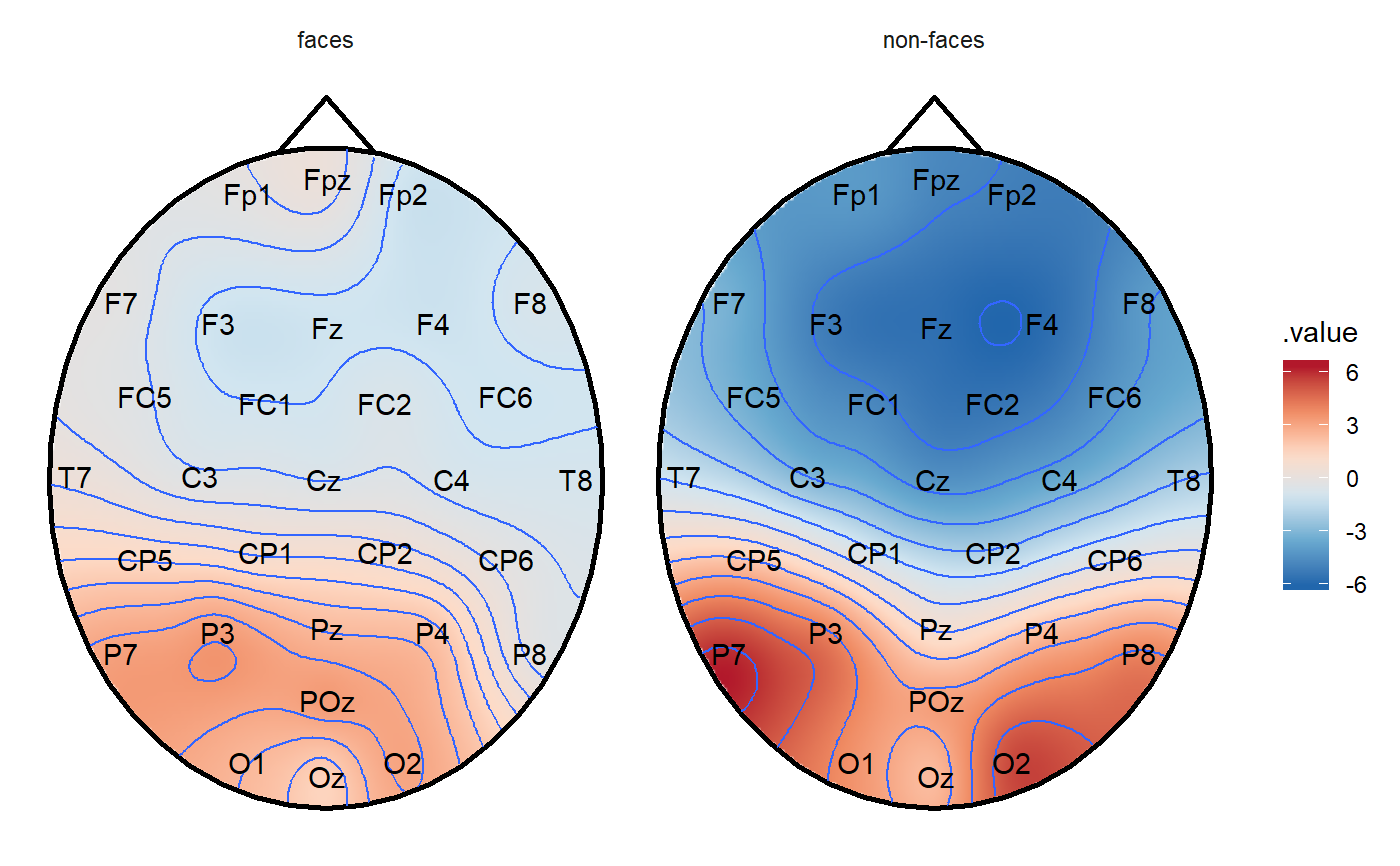 faces
non-faces
Fp1 Fpz Fp2
F7 F3 Fz F4 F8
FC5 FC1 FC2 FC6
T7 C3 Cz C4 T8
CP5 CP1 CP2 CP6
P7 P3 Pz P4 P8
POz
O1 Oz O2
Fp1 Fpz Fp2
F7 F3 Fz F4 F8
FC5 FC1 FC2 FC6
T7 C3 Cz C4 T8
CP5 CP1 CP2 CP6
P7 P3 Pz P4 P8
POz
O1 Oz O2
.value
6
3
0
-3
-6